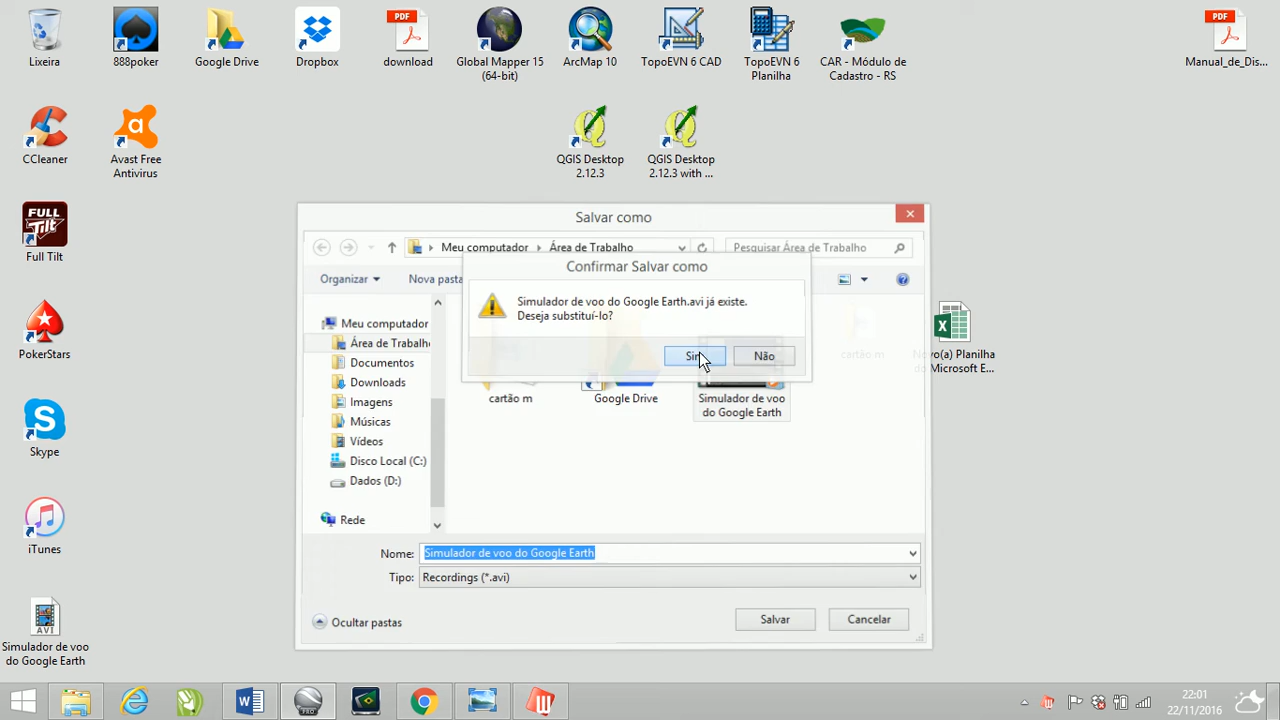 Lixeira
888poker
Google Drive
Dropbox
PDF
download
Global Mapper 15
(64-bit)
ArcMap 10
TopoEVN 6 CAD
TopoEVN 6
Planilha
CAR - Módulo de
Cadastro - RS
PDF
Manual_de_Dis...
CCleaner
Avast Free
Antivirus
QGIS Desktop
2.12.3
QGIS Desktop
2.12.3 with ...
FULL
TILT
Full Tilt
PokerStars
Skype
iTunes
AVI
Simulador de voo
do Google Earth
Salvar como
Meu computador
Área de Trabalho
Pesquisar Área de Trabalho
Organizar
Nova pasta
Confirmar Salvar como
Simulador de voo do Google Earth.avi já existe.
Deseja substituí-lo?
Não
Meu computador
Área de Trabalho
Documentos
Downloads
Imagens
Músicas
Vídeos
Disco Local (C:)
Dados (D:)
Rede
cartão m
Google Drive
Simulador de voo
do Google Earth
cartão m
Novo(a) Planilha
do Microsoft E...
Nome:
Simulador de voo do Google Earth
Tipo:
Recordings (*.avi)
Ocultar pastas
Salvar
Cancelar
PRO
22:01
22/11/2016